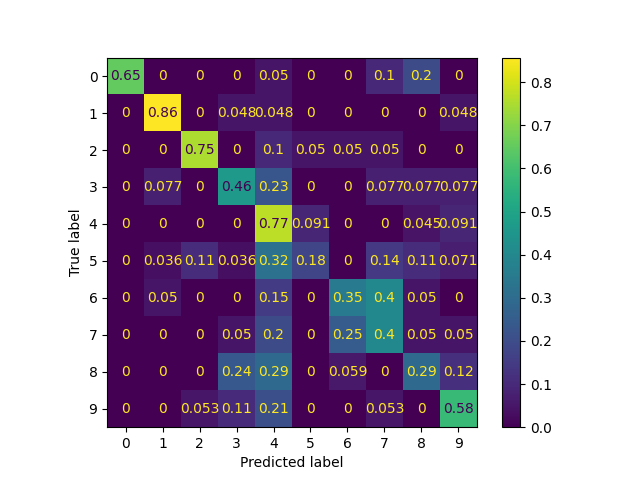 0 0.65 0 0 0 0.05 0 0 0.1 0.2 0
1 0 0.86 0 0.048 0.048 0 0 0 0 0.048
2 0 0 0.75 0 0.1 0.05 0.05 0.05 0 0
3 0 0.077 0 0.46 0.23 0 0 0.077 0.077 0.077
4 0 0 0 0 0.77 0.091 0 0 0.045 0.091
5 0 0.036 0.11 0.036 0.32 0.18 0 0.14 0.11 0.071
6 0 0.05 0 0 0.15 0 0.35 0.4 0.05 0
7 0 0 0 0.05 0.2 0 0.25 0.4 0.05 0.05
8 0 0 0 0.24 0.29 0 0.059 0 0.29 0.12
9 0 0 0.053 0.11 0.21 0 0 0.053 0 0.58
0 1 2 3 4 5 6 7 8 9
Predicted label
True label
0.8
0.7
0.6
0.5
0.4
0.3
0.2
0.1
0.0